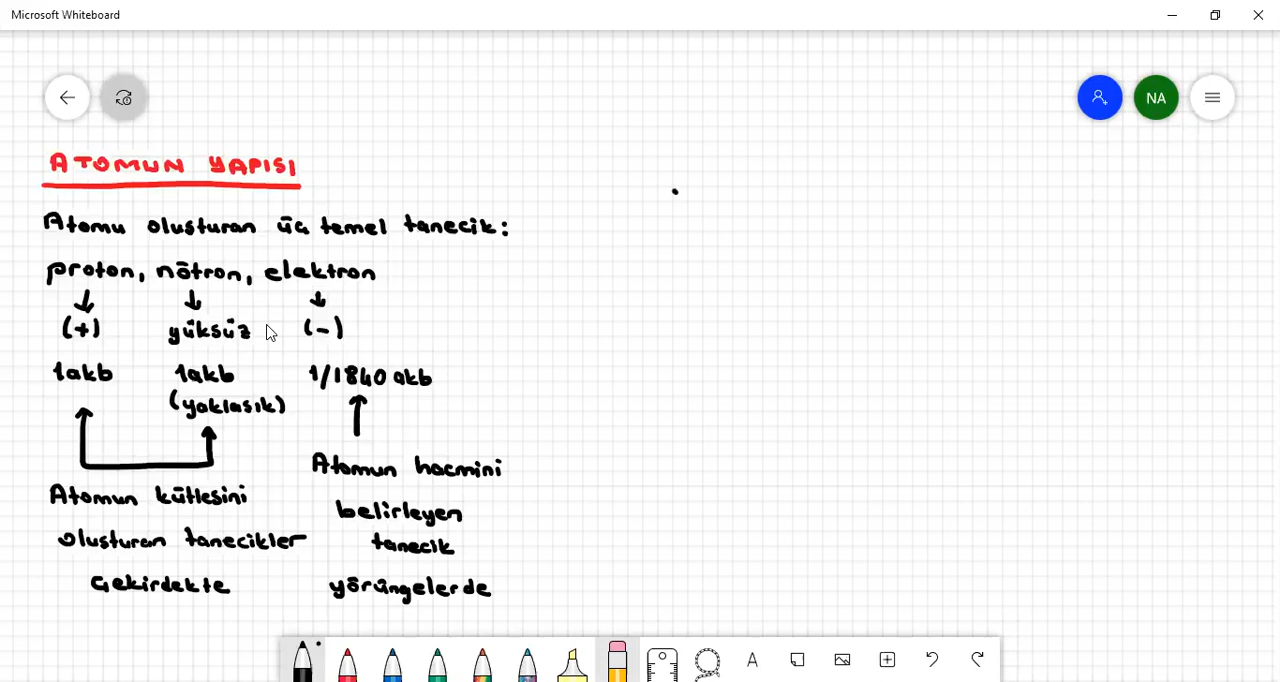 Microsoft Whiteboard
NA
ATOMUN YAPISI
Atomu oluşturan üç temel tanecik:
proton, nötron, elektron
(+) yüksüz (-)
1akb 1akb 1/1840 akb
(yaklaşık)
Atomun kütlesini
oluşturan tanecikler
Çekirdekte
Atomun hacmini
belirleyen
tanecik
yörüngelerde
A